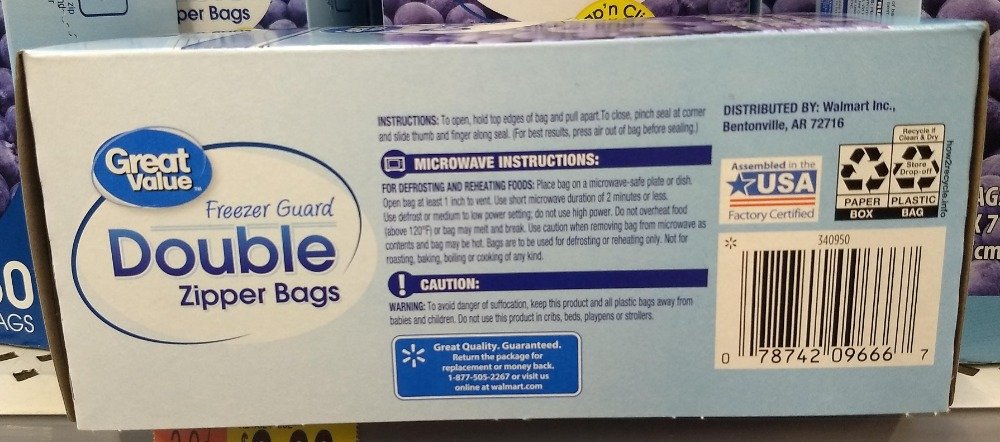 per Bags
Great
Value
Freezer Guard
Double
Zipper Bags
INSTRUCTIONS: To open, hold top edges of bag and pull apart.To close, pinch seal at corner
and slide thumb and finger along seal. (For best results, press air out of bag before sealing.)
MICROWAVE INSTRUCTIONS:
FOR DEFROSTING AND REHEATING FOODS: Place bag on a microwave-safe plate or dish.
Open bag at least 1 inch to vent. Use short microwave duration of 2 minutes or less.
Use defrost or medium to low power setting; do not use high power. Do not overheat food
(above 120°F) or bag may melt and break. Use caution when removing bag from microwave as
contents and bag may be hot. Bags are to be used for defrosting or reheating only. Not for
roasting, baking, boiling or cooking of any kind.
CAUTION:
WARNING: To avoid danger of suffocation, keep this product and all plastic bags away from
babies and children. Do not use this product in cribs, beds, playpens or strollers.
Great Quality. Guaranteed.
Return the package for
replacement or money back.
1-877-505-2267 or visit us
online at walmart.com
DISTRIBUTED BY: Walmart Inc.,
Bentonville, AR 72716
Assembled in the
USA
Factory Certified
Recycle if
Clean & Dry
Store
Drop-off
PAPER PLASTIC
BOX BAG
how2recycle.info
340950
0 78742 09666 7
AGS
cm